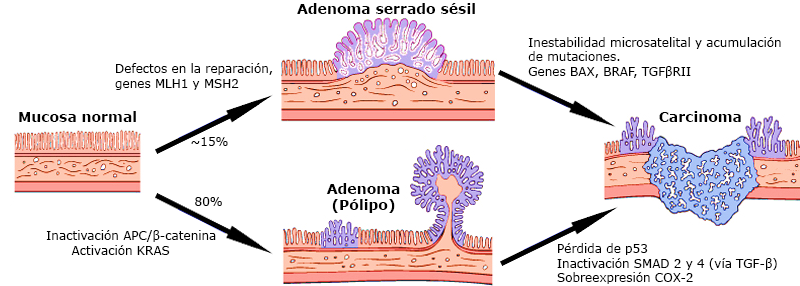 Adenoma serrado sésil
Defectos en la reparación,
genes MLH1 y MSH2
Inestabilidad microsatelital y acumulación
de mutaciones.
Genes BAX, BRAF, TGFβRII
Mucosa normal
~15%
Carcinoma
80%
Adenoma
(Pólipo)
Inactivación APC/β-catenina
Activación KRAS
Pérdida de p53
Inactivación SMAD 2 y 4 (vía TGF-β)
Sobreexpresión COX-2